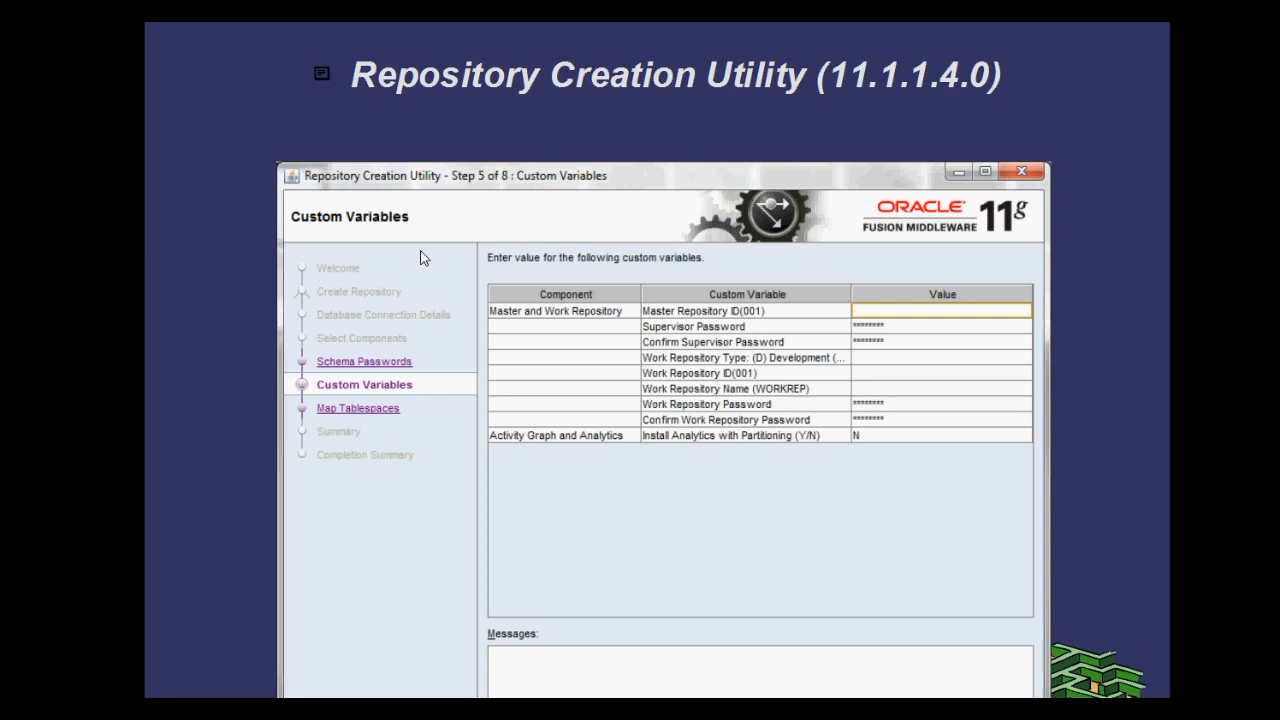 Repository Creation Utility (11.1.1.4.0)
Repository Creation Utility - Step 5 of 8 : Custom Variables
Custom Variables
ORACLE
FUSION MIDDLEWARE 11g
Welcome
Create Repository
Database Connection Details
Select Components
Schema Passwords
Custom Variables
Map Tablespaces
Summary
Completion Summary
Enter value for the following custom variables.
Component Custom Variable Value
Master and Work Repository Master Repository ID(001)
Supervisor Password ********
Confirm Supervisor Password ********
Work Repository Type: (D) Development (...
Work Repository ID(001)
Work Repository Name (WORKREP)
Work Repository Password ********
Confirm Work Repository Password ********
Activity Graph and Analytics Install Analytics with Partitioning (Y/N) N
Messages: